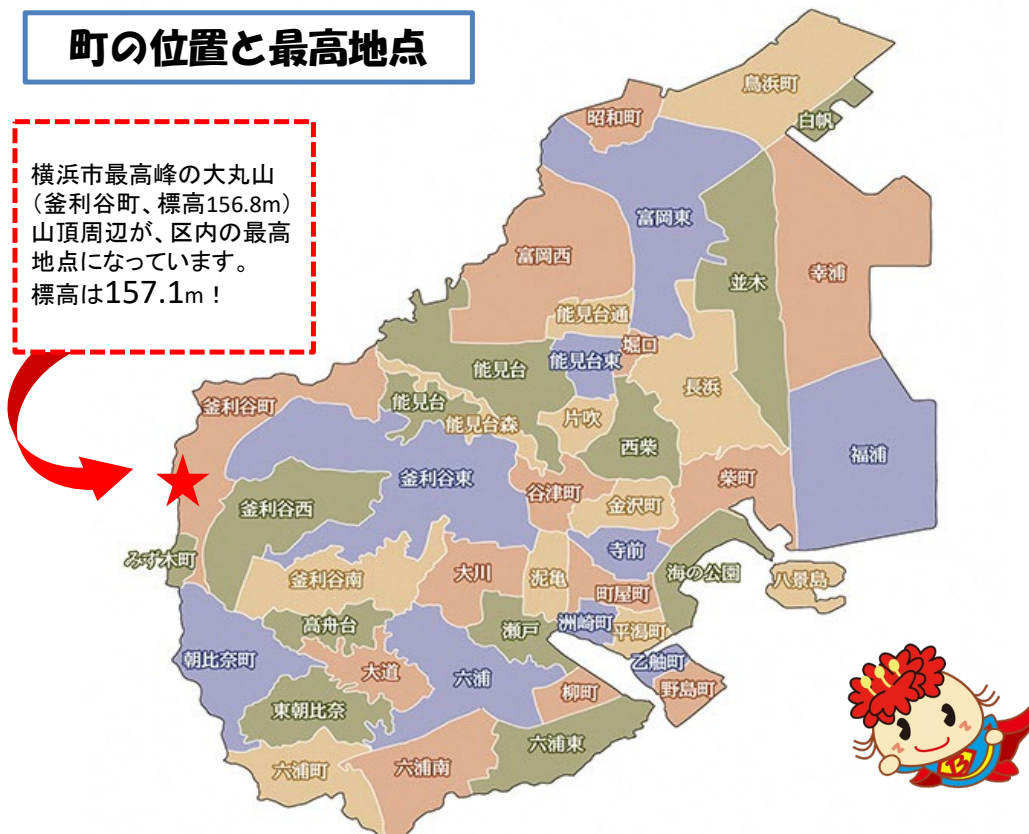 町の位置と最高地点
横浜市最高峰の大丸山
（釜利谷町、標高156.8m）
山頂周辺が、区内の最高
地点になっています。
標高は157.1m！
鳥浜町
昭和町
白帆
富岡東
富岡西
並木
幸浦
能見台通
堀口
能見台東
能見台
長浜
釜利谷町
能見台
能見台森
片吹
西柴
福浦
釜利谷東
柴町
谷津町
金沢町
釜利谷西
寺前
みず木町
釜利谷南
大川
泥亀
海の公園
八景島
町屋町
高舟台
瀬戸
洲崎町
平潟町
朝比奈町
大道
六浦
乙舳町
柳町
野島町
東朝比奈
六浦東
六浦町
六浦南